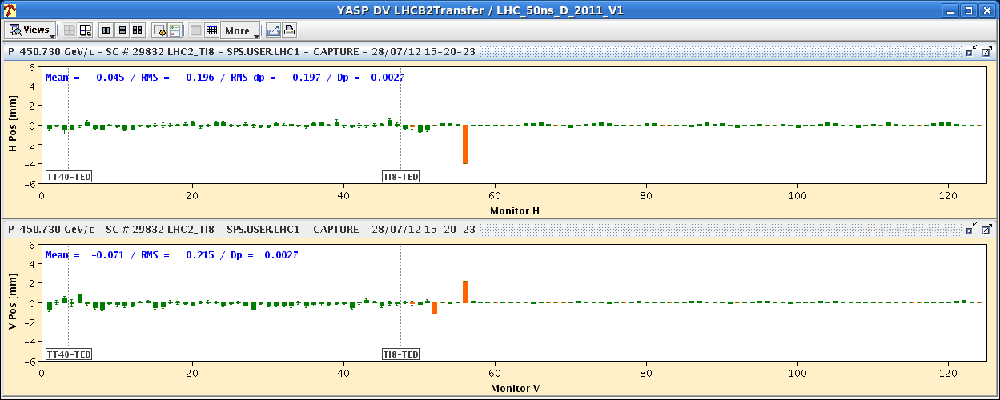 YASP DV LHCB2Transfer / LHC_50ns_D_2011_V1
Views More
P 450.730 GeV/c - SC # 29832 LHC2_TI8 - SPS.USER.LHC1 - CAPTURE - 28/07/12 15-20-23
Mean = -0.045 / RMS = 0.196 / RMS-dp = 0.197 / Dp = 0.0027
H Pos [mm]
6
4
2
0
-2
-4
-6
TT40-TED TI8-TED
0 20 40 60 80 100 120
Monitor H
P 450.730 GeV/c - SC # 29832 LHC2_TI8 - SPS.USER.LHC1 - CAPTURE - 28/07/12 15-20-23
Mean = -0.071 / RMS = 0.215 / Dp = 0.0027
V Pos [mm]
6
4
2
0
-2
-4
-6
TT40-TED TI8-TED
0 20 40 60 80 100 120
Monitor V